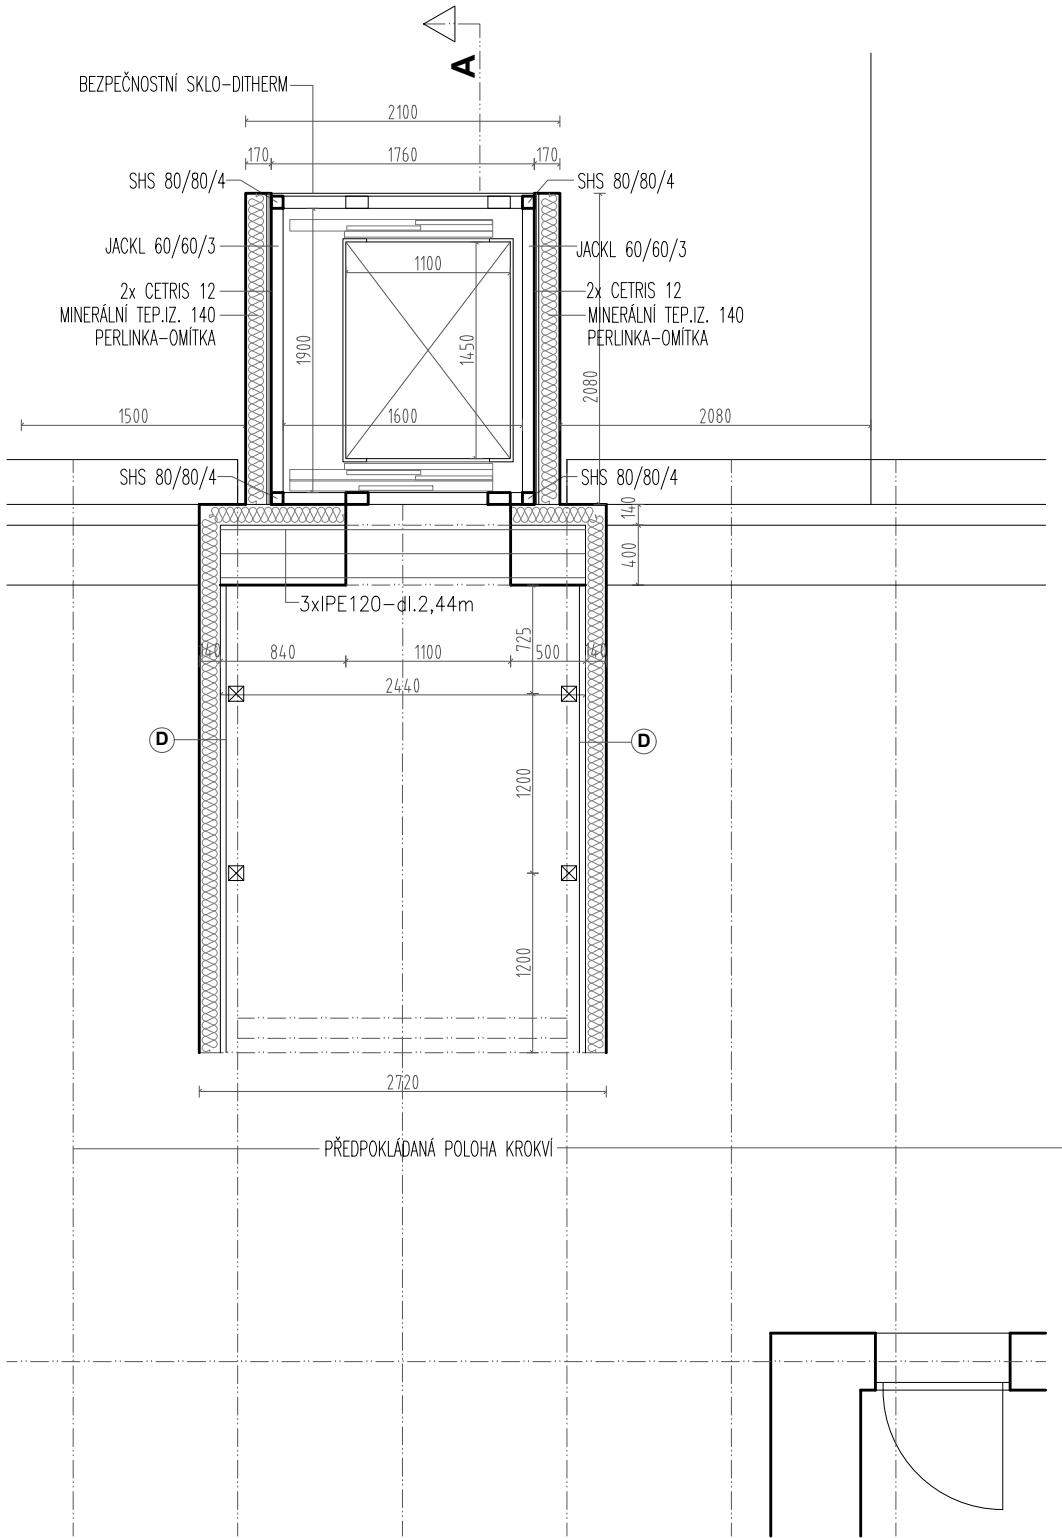 A
BEZPEČNOSTNÍ SKLO-DITHERM
2100
170
1760
170
SHS 80/80/4
SHS 80/80/4
JACKL 60/60/3
JACKL 60/60/3
1100
2x CETRIS 12
MINERÁLNÍ TEP.IZ. 140
PERLINKA-OMÍTKA
2x CETRIS 12
MINERÁLNÍ TEP.IZ. 140
PERLINKA-OMÍTKA
1900
1450
2080
1500
1600
2080
SHS 80/80/4
SHS 80/80/4
140
400
3xIPE120-dl.2,44m
725
140
840
1100
500
140
2440
D
D
1200
1200
2720
PŘEDPOKLÁDANÁ POLOHA KROKVÍ